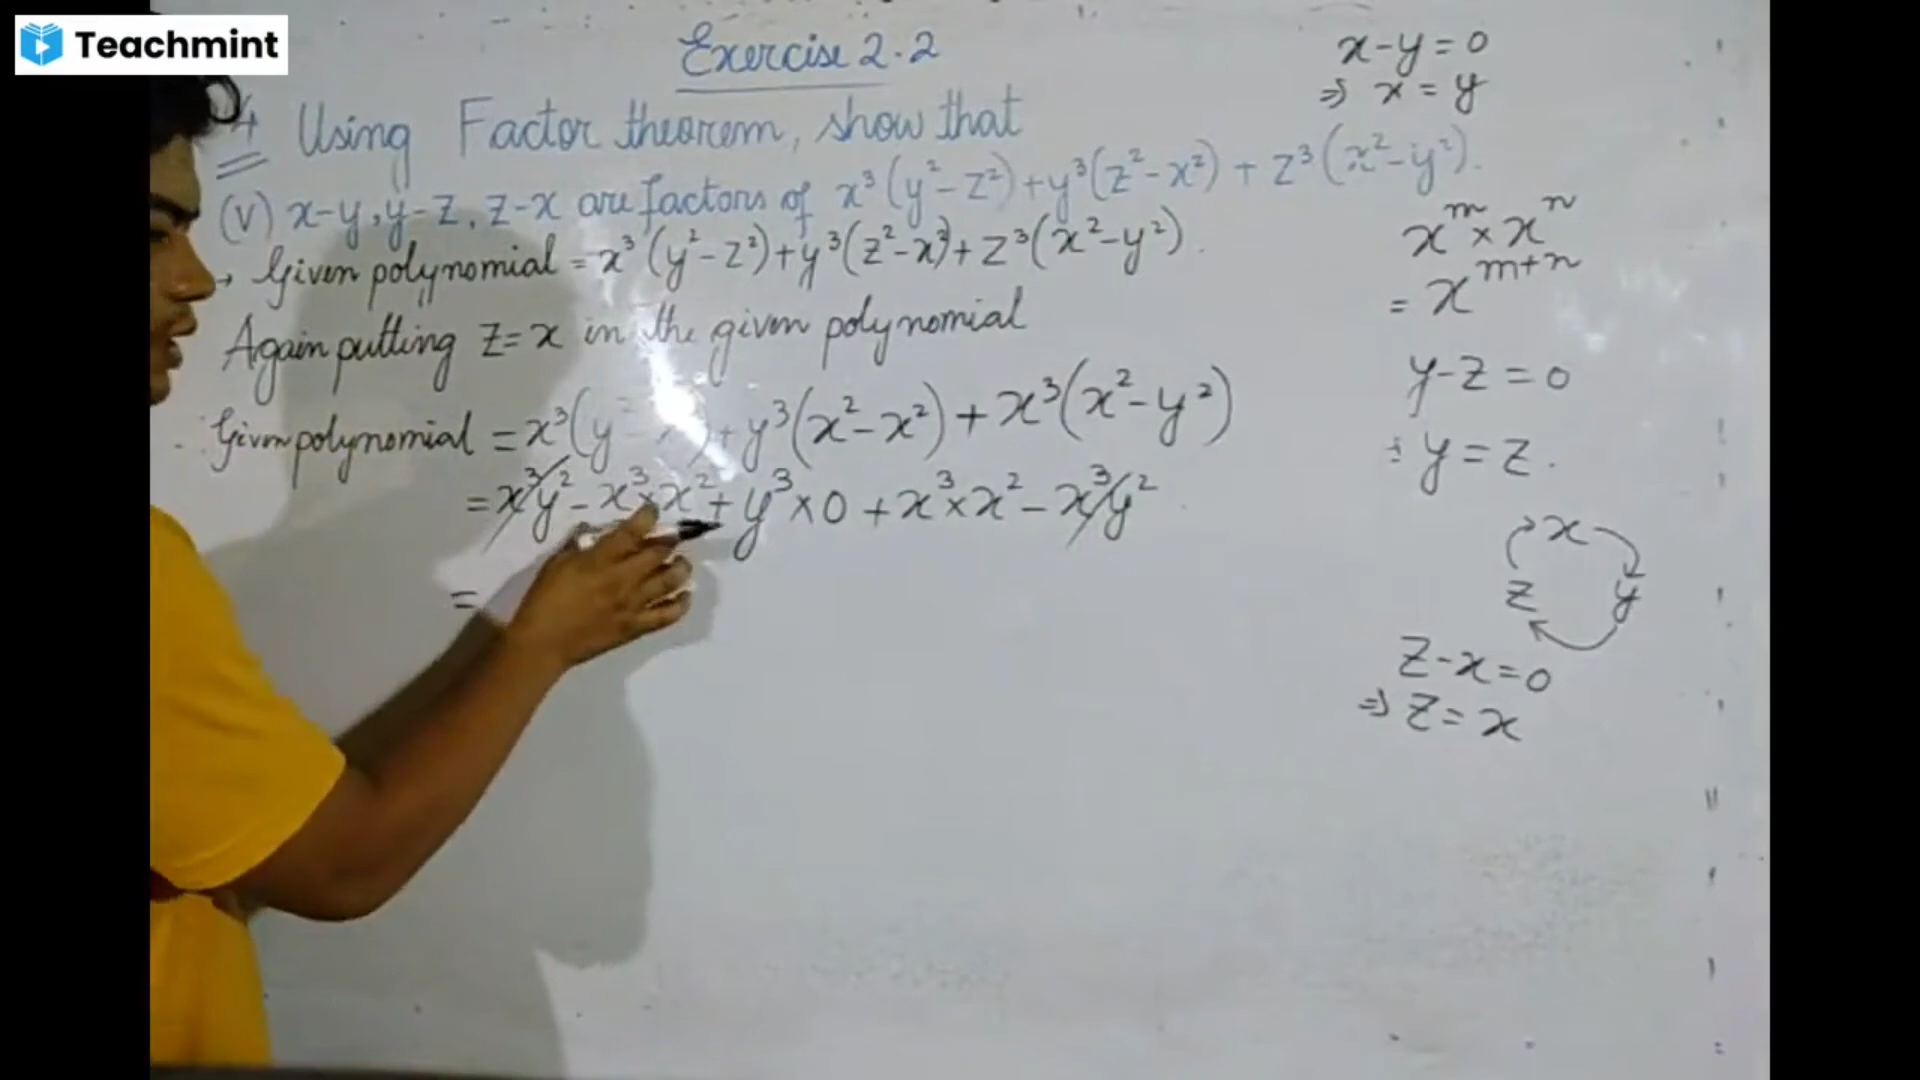 Teachmint
Exercise 2.2
4 Using Factor theorem, show that
(V) x-y, y-z, z-x are factors of x³(y²-z²)+y³(z²-x²)+z³(x²-y²).
Given polynomial = x³(y²-z²)+y³(z²-x²)+z³(x²-y²).
Again putting z=x in the given polynomial
Given polynomial = x³(y²-x²)+y³(x²-x²)+x³(x²-y²)
= x³y²-x³×x²+y³×0+x³×x²-x³y²
=
x-y=0
⇒ x=y
x^m × x^n
= x^{m+n}
y-z=0
⇒ y=z.
x
z y
z-x=0
⇒ z=x